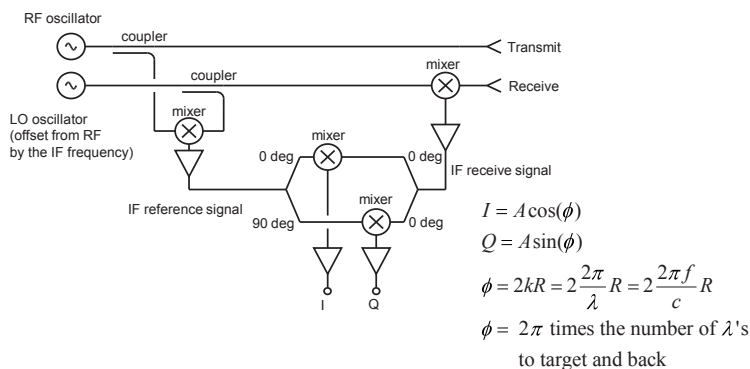 RF oscillator
coupler
Transmit
mixer
coupler
Receive
LO oscillator
(offset from RF
by the IF frequency)
mixer
mixer
0 deg
0 deg
IF receive signal
mixer
IF reference signal
90 deg
0 deg
I = A cos(ϕ)
Q = A sin(ϕ)
ϕ = 2kR = 2 2π/λ R = 2 2πf/c R
ϕ = 2π times the number of λ's
to target and back
I
Q